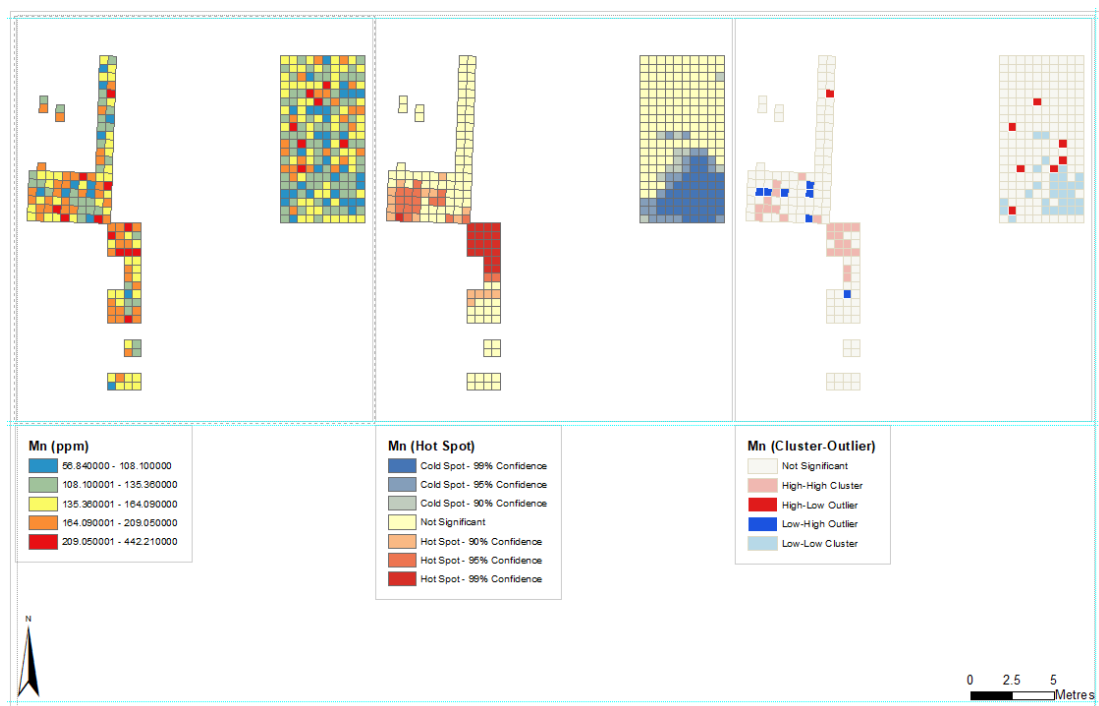 Mn (ppm)
56.840000 - 108.100000
108.100001 - 135.360000
135.360001 - 164.090000
164.090001 - 209.050000
209.050001 - 442.210000
Mn (Hot Spot)
Cold Spot - 99% Confidence
Cold Spot - 95% Confidence
Cold Spot - 90% Confidence
Not Significant
Hot Spot - 90% Confidence
Hot Spot - 95% Confidence
Hot Spot - 99% Confidence
Mn (Cluster-Outlier)
Not Significant
High-High Cluster
High-Low Outlier
Low-High Outlier
Low-Low Cluster
N
0 2.5 5
Metres